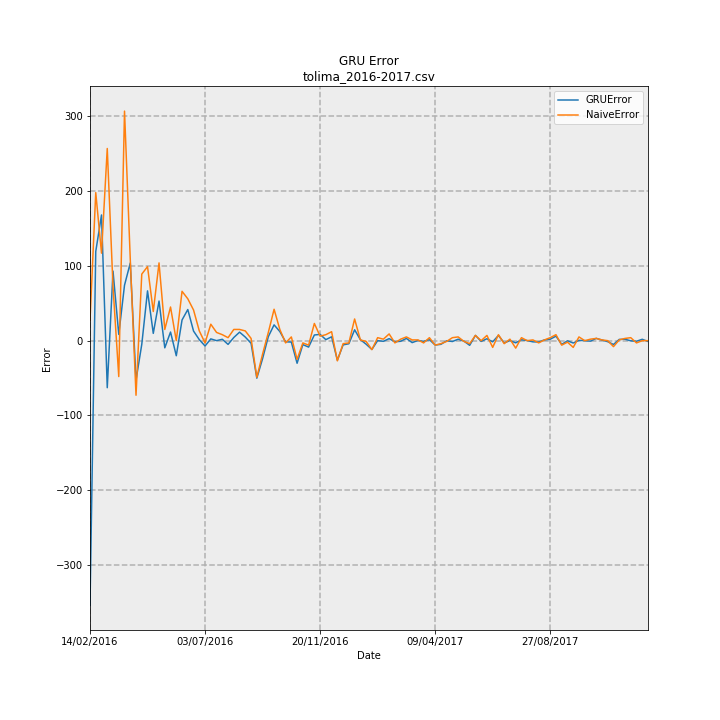 GRU Error
tolima_2016-2017.csv
GRUError
NaiveError
300
200
100
0
−100
−200
−300
Error
14/02/2016
03/07/2016
20/11/2016
09/04/2017
27/08/2017
Date